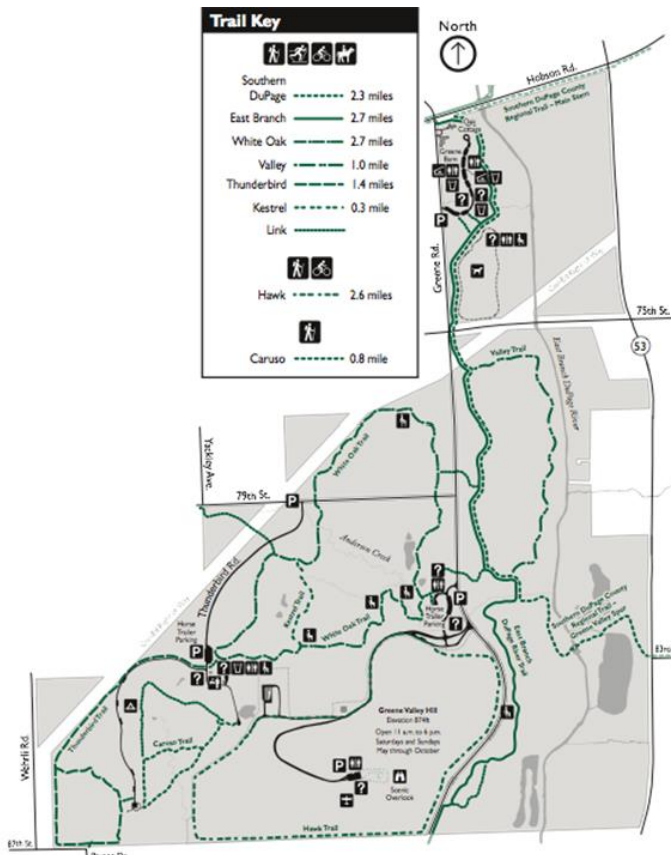 Trail Key
North
Hobson Rd.
Southern DuPage County
Regional Trail – Main Stem
Southern
DuPage 2.3 miles
East Branch 2.7 miles
White Oak 2.7 miles
Valley 1.0 mile
Thunderbird 1.4 miles
Kestrel 0.3 mile
Link
Hawk 2.6 miles
Caruso 0.8 mile
Cottage
Greene
Barn
?
?
P
?
Greene Rd.
75th St.
53
Valley Trail
East Branch DuPage River
White Oak Trail
Yackley Ave.
79th St.
P
Anderson Creek
Thunderbird Rd.
Kestrel Trail
?
P
Horse
Trailer
Parking
?
White Oak Trail
Southern DuPage County
Regional Trail –
Greene Valley Spur
83rd
East Branch
DuPage River Trail
Horse
Trailer
Parking
P
?
?
Thunderbird Trail
Caruso Trail
Greene Valley Hill
Elevation 874ft
Open 11 a.m. to 6 p.m.
Saturdays and Sundays
May through October
P
?
Scenic
Overlook
Wehrli Rd.
Hawk Trail
87th St.